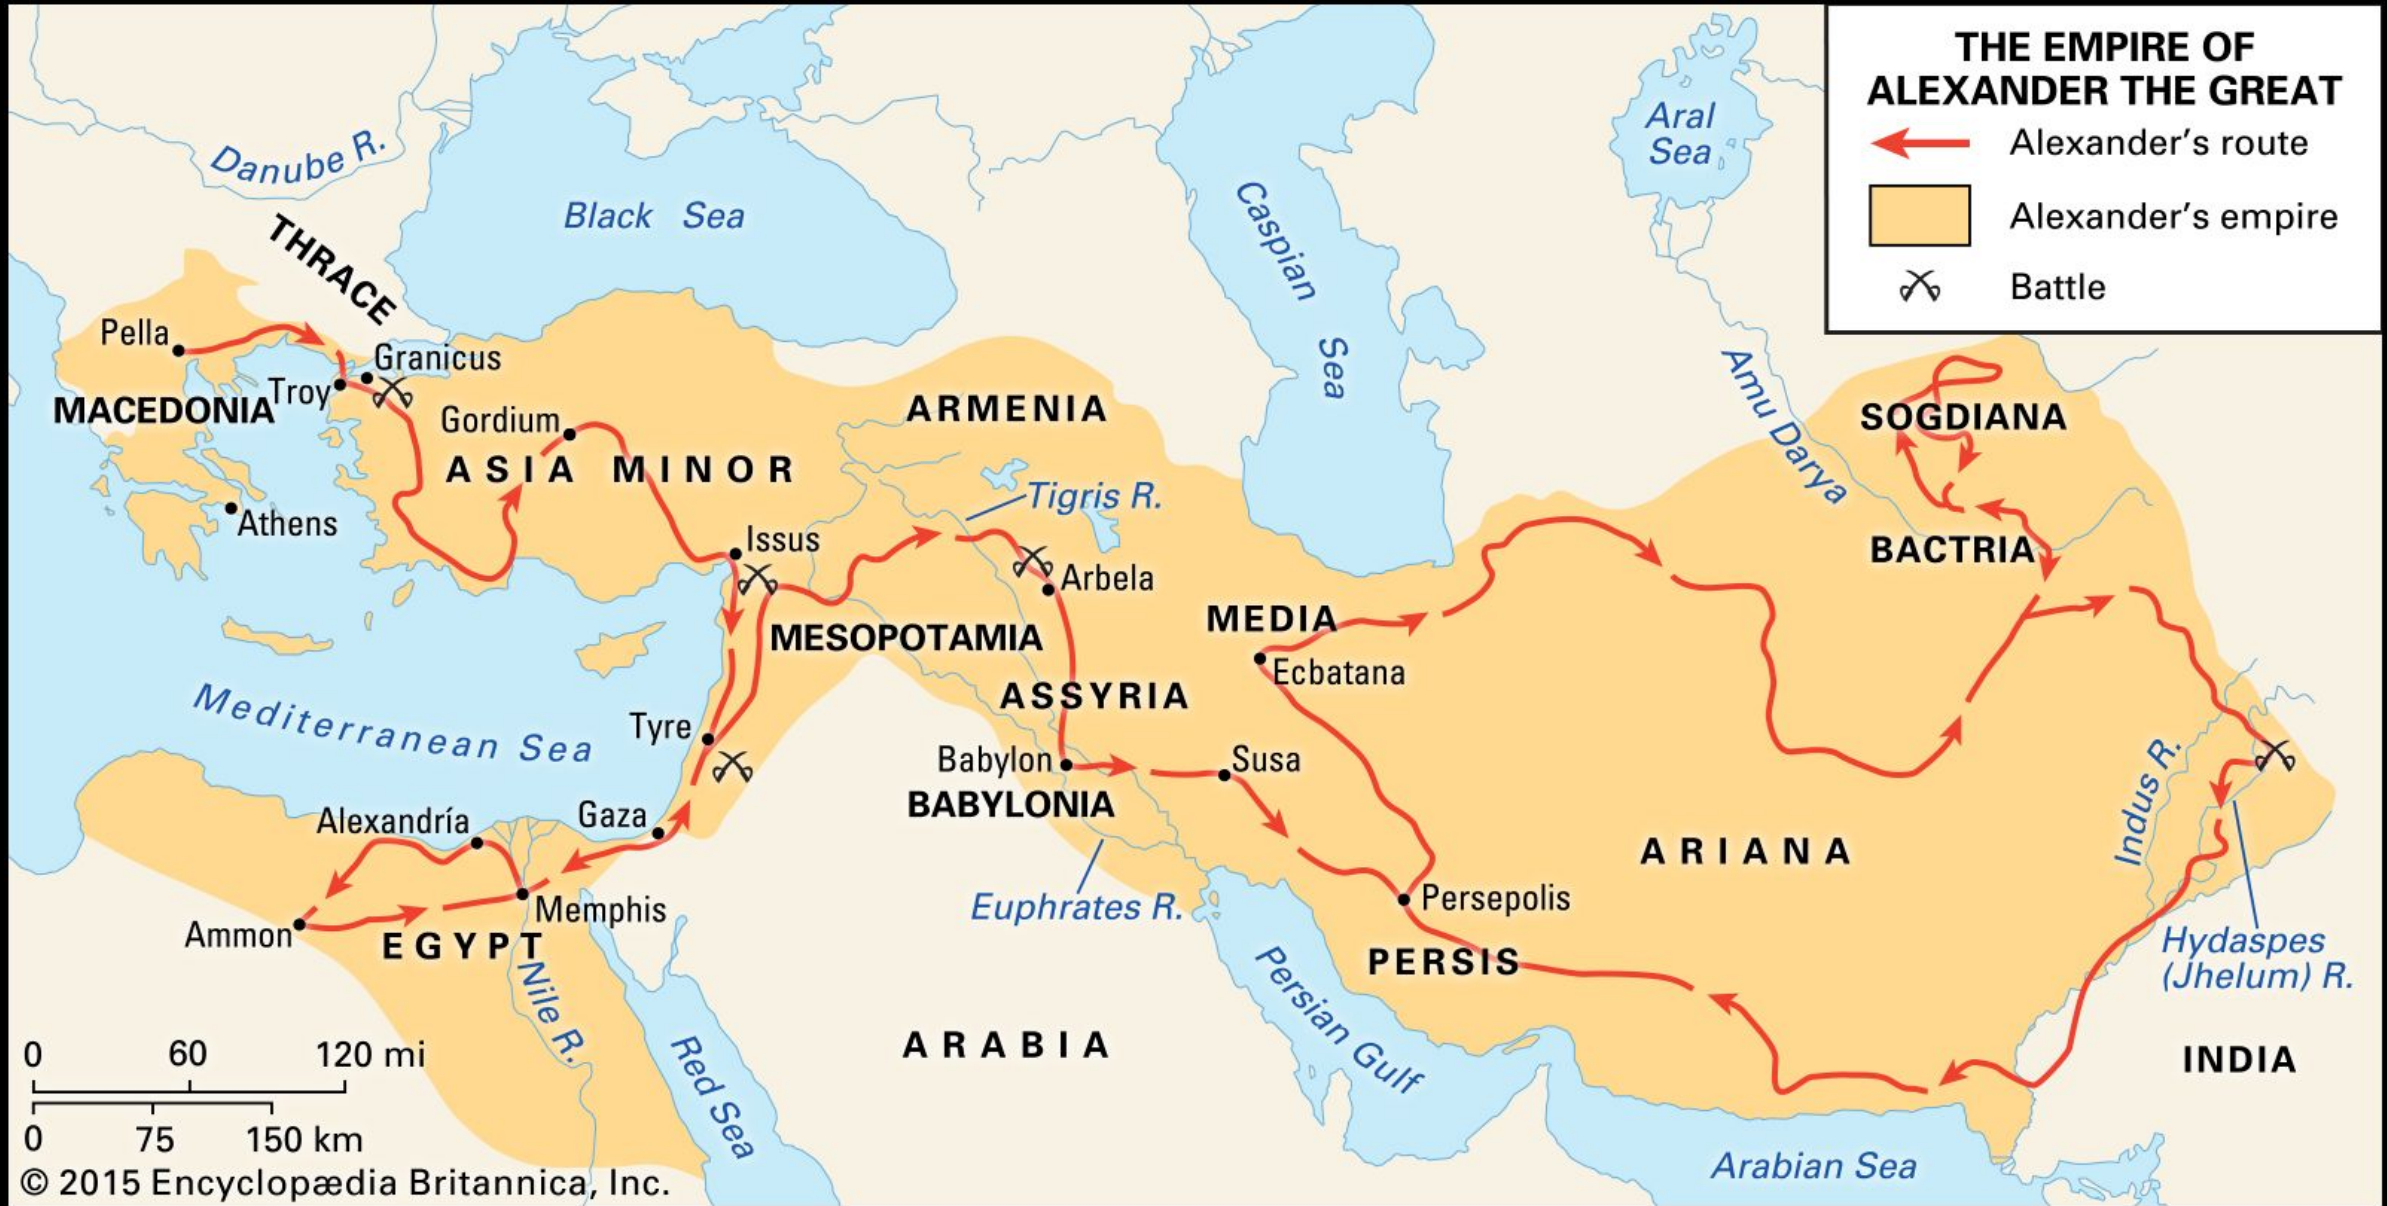 THE EMPIRE OF
ALEXANDER THE GREAT
Alexander's route
Alexander's empire
Battle
Aral
Sea
Danube R.
Black Sea
Caspian Sea
THRACE
Pella
Granicus
Troy
MACEDONIA
Gordium
ARMENIA
Amu Darya
SOGDIANA
ASIA MINOR
Tigris R.
Athens
Issus
BACTRIA
Arbela
MEDIA
MESOPOTAMIA
Ecbatana
ASSYRIA
Mediterranean Sea
Tyre
Babylon
Susa
BABYLONIA
Indus R.
Alexandría
Gaza
ARIANA
Euphrates R.
Persepolis
Memphis
Ammon
EGYPT
PERSIS
Hydaspes
(Jhelum) R.
Nile R.
Persian Gulf
Red Sea
ARABIA
INDIA
0 60 120 mi
0 75 150 km
Arabian Sea
© 2015 Encyclopædia Britannica, Inc.